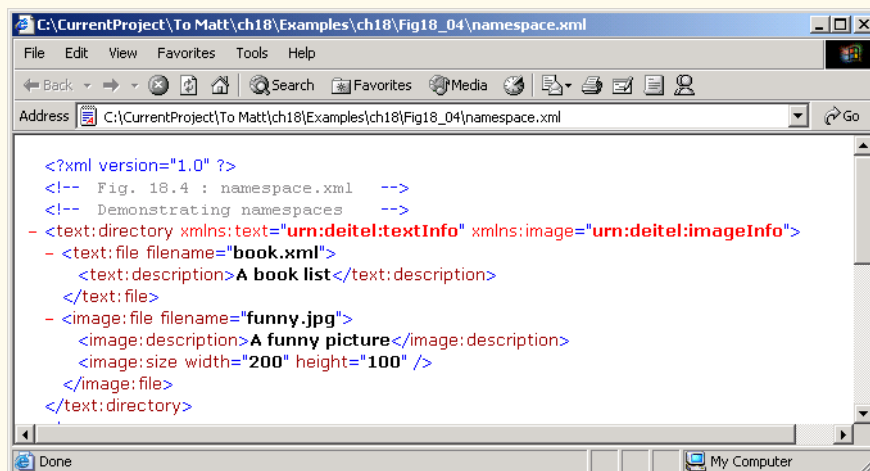 C:\CurrentProject\To Matt\ch18\Examples\ch18\Fig18_04\namespace.xml
File Edit View Favorites Tools Help
Back Search Favorites Media
Address C:\CurrentProject\To Matt\ch18\Examples\ch18\Fig18_04\namespace.xml Go
<?xml version="1.0" ?>
<!-- Fig. 18.4 : namespace.xml -->
<!-- Demonstrating namespaces -->
- <text:directory xmlns:text="urn:deitel:textInfo" xmlns:image="urn:deitel:imageInfo">
- <text:file filename="book.xml">
<text:description>A book list</text:description>
</text:file>
- <image:file filename="funny.jpg">
<image:description>A funny picture</image:description>
<image:size width="200" height="100" />
</image:file>
</text:directory>
Done My Computer